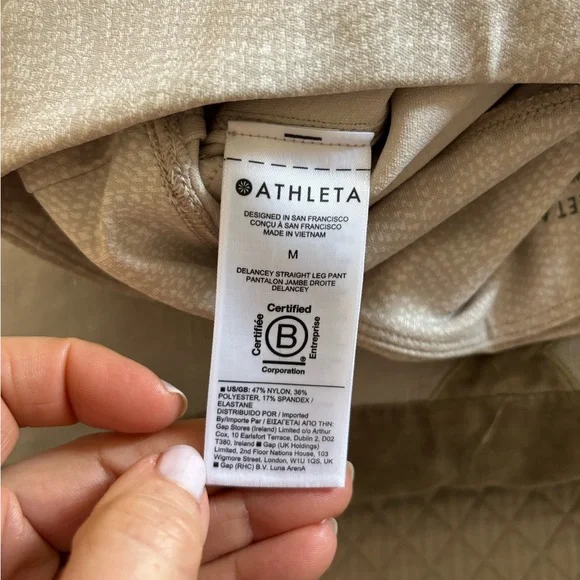 ATHLETA
DESIGNED IN SAN FRANCISCO
CONÇU À SAN FRANCISCO
MADE IN VIETNAM
M
DELANCEY STRAIGHT LEG PANT
PANTALON JAMBE DROITE
DELANCEY
Certified
Certifiée
B
Entreprise
Corporation
US/GB: 47% NYLON, 36%
POLYESTER, 17% SPANDEX /
ELASTANE
DISTRIBUIDO POR / Imported
By/Importe Par / ΕΙΣΑΓΕΤΑΙ ΑΠΟ ΤΗΝ:
Gap Stores (Ireland) Limited c/o Arthur
Cox, 10 Earlsfort Terrace, Dublin 2, D02
T380, Ireland Gap (UK Holdings)
Limited, 2nd Floor Nations House, 103
Wigmore Street, London, W1U 1QS, UK
Gap (RHC) B.V. Luna ArenA